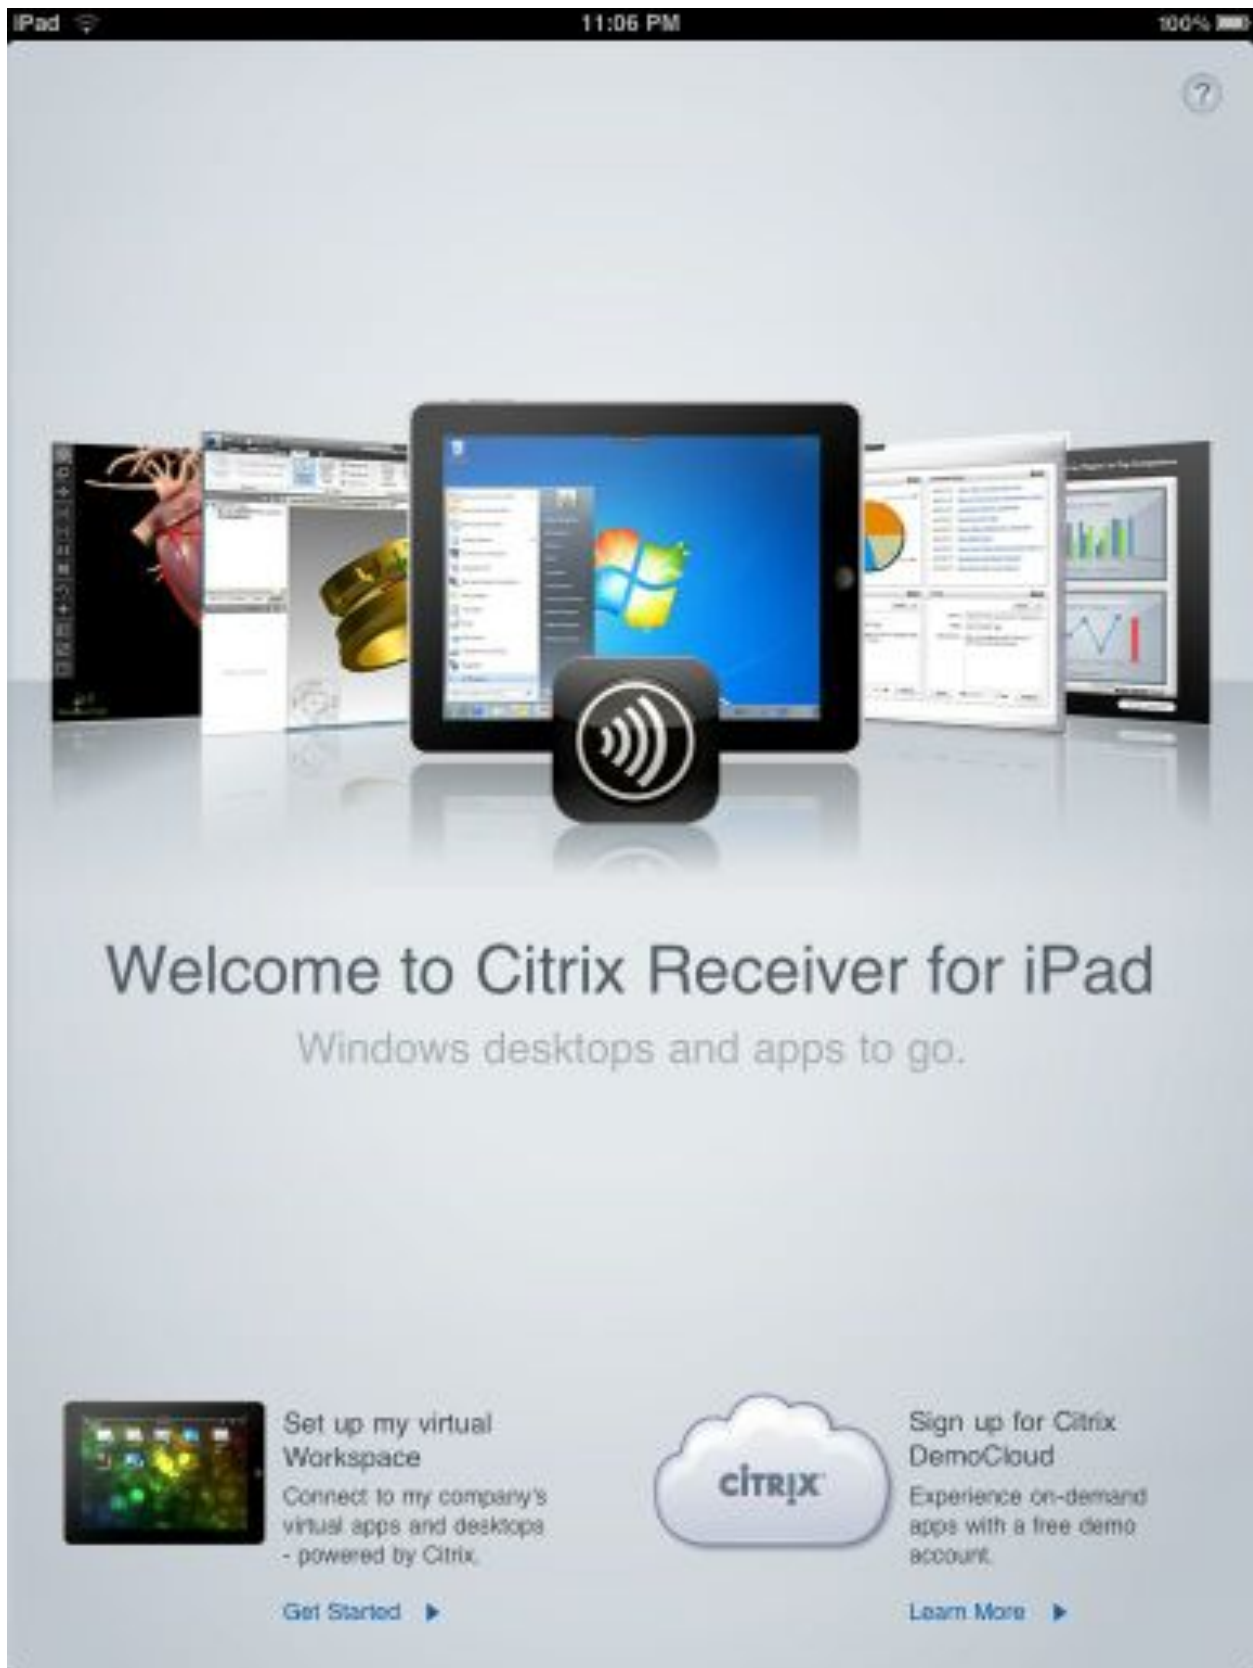 iPad
11:06 PM
100%
?
Welcome to Citrix Receiver for iPad
Windows desktops and apps to go.
Set up my virtual
Workspace
Connect to my company's
virtual apps and desktops
- powered by Citrix.
Get Started
CITRIX
Sign up for Citrix
DemoCloud
Experience on-demand
apps with a free demo
account.
Learn More